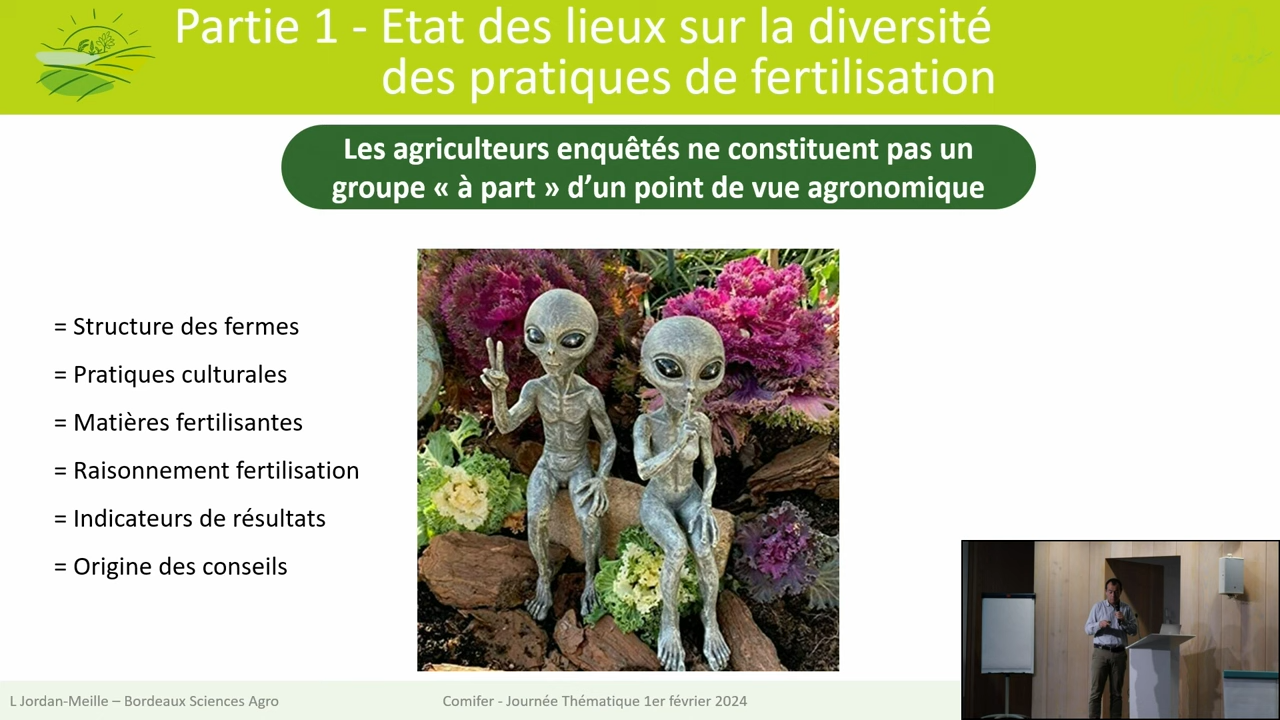 Partie 1 - Etat des lieux sur la diversité
des pratiques de fertilisation
Les agriculteurs enquêtés ne constituent pas un
groupe « à part » d'un point de vue agronomique
= Structure des fermes
= Pratiques culturales
= Matières fertilisantes
= Raisonnement fertilisation
= Indicateurs de résultats
= Origine des conseils
L Jordan-Meille – Bordeaux Sciences Agro
Comifer - Journée Thématique 1er février 2024